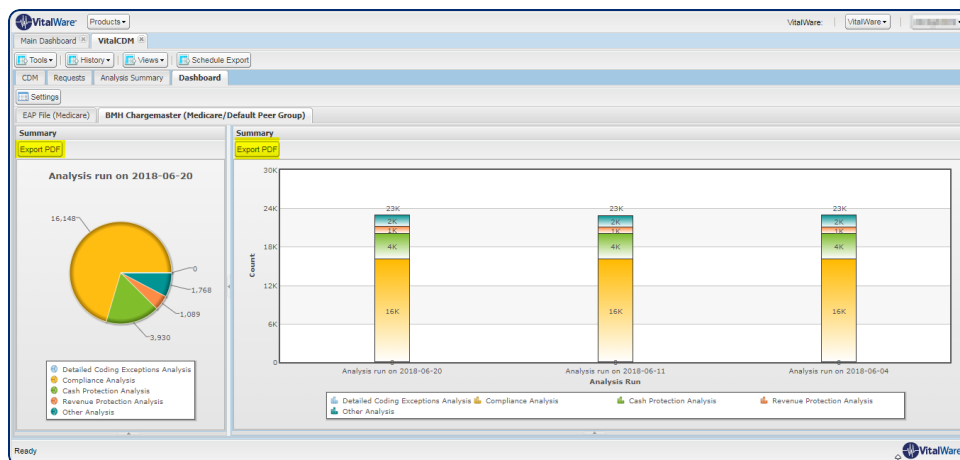 VitalWare Products VitalWare: VitalWare
Main Dashboard VitalCDM
Tools History Views Schedule Export
CDM Requests Analysis Summary Dashboard
Settings
EAP File (Medicare) BMH Chargemaster (Medicare/Default Peer Group)
Summary
Export PDF
Analysis run on 2018-06-20
16,148
0
1,768
1,089
3,930
Detailed Coding Exceptions Analysis
Compliance Analysis
Cash Protection Analysis
Revenue Protection Analysis
Other Analysis
Summary
Export PDF
30K
24K
18K
12K
6K
0
Count
23K 23K 23K
2K 2K 2K
1K 1K 1K
4K 4K 4K
16K 16K 16K
0 0 0
Analysis run on 2018-06-20 Analysis run on 2018-06-11 Analysis run on 2018-06-04
Analysis Run
Detailed Coding Exceptions Analysis Compliance Analysis Cash Protection Analysis Revenue Protection Analysis
Other Analysis
Ready VitalWare